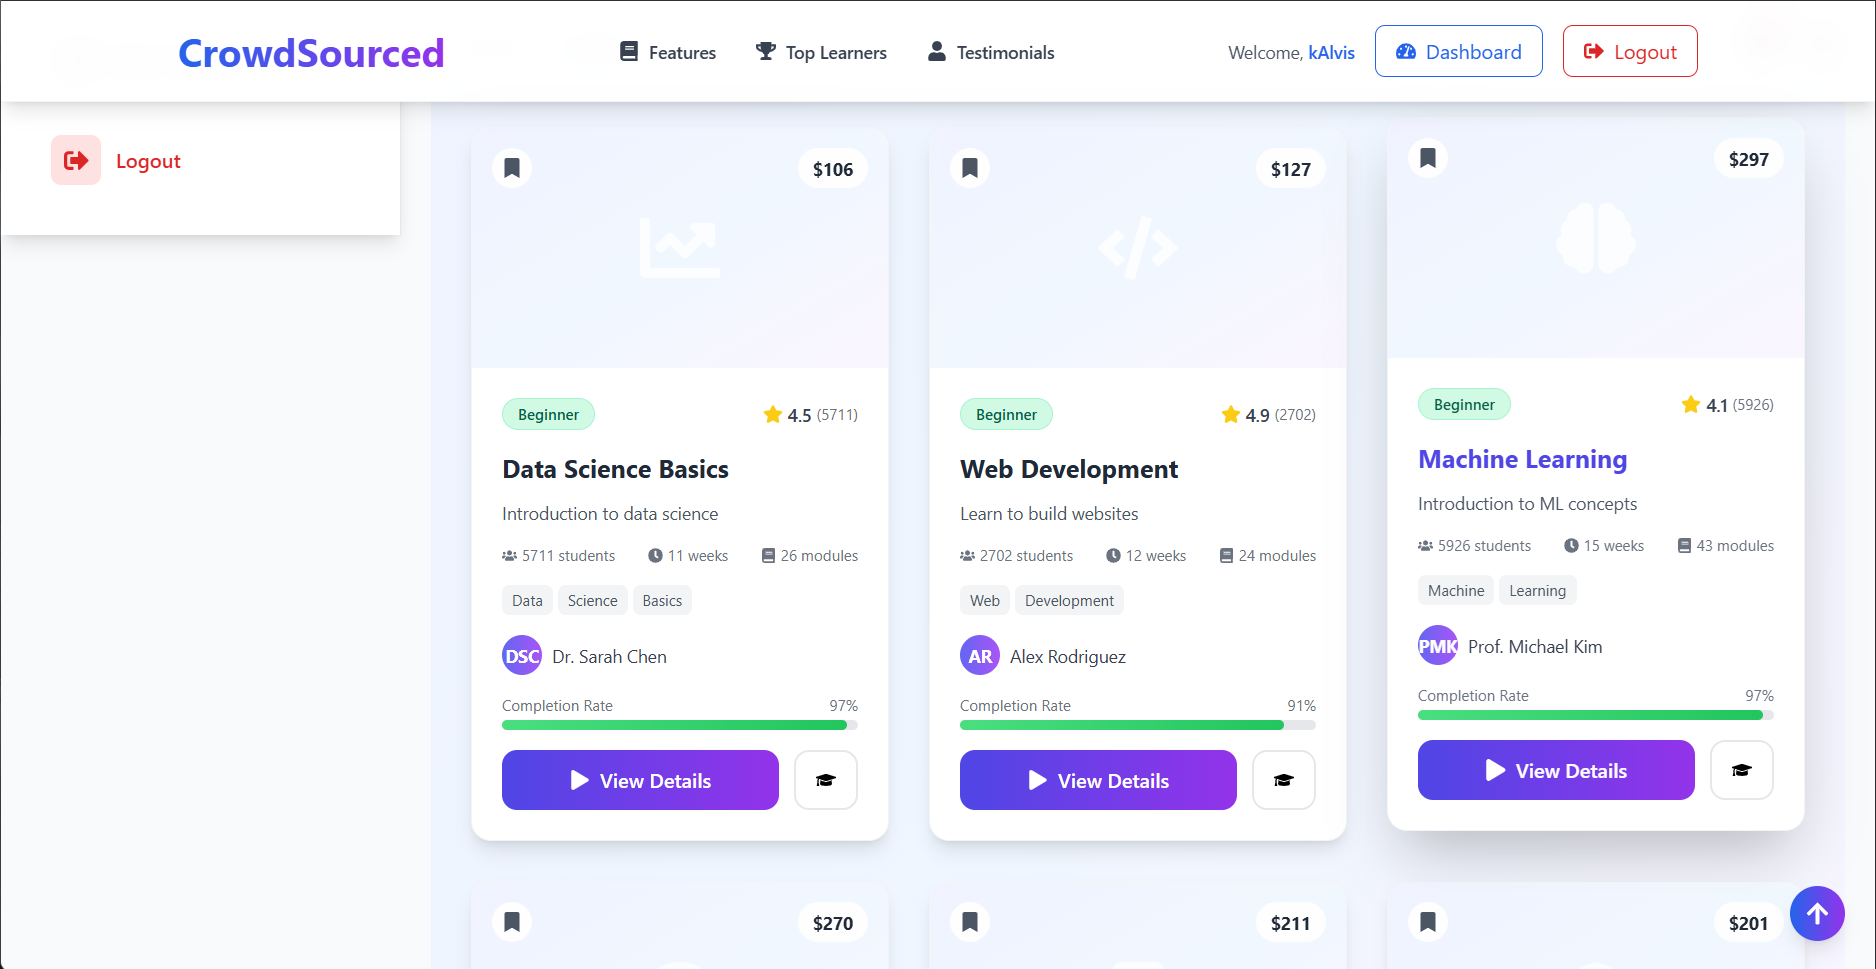 CrowdSourced
Features
Top Learners
Testimonials
Welcome, kAlvis
Dashboard
Logout
Logout
$106
Beginner
4.5 (5711)
Data Science Basics
Introduction to data science
5711 students 11 weeks 26 modules
Data Science Basics
DSC Dr. Sarah Chen
Completion Rate 97%
View Details
$127
Beginner
4.9 (2702)
Web Development
Learn to build websites
2702 students 12 weeks 24 modules
Web Development
AR Alex Rodriguez
Completion Rate 91%
View Details
$297
Beginner
4.1 (5926)
Machine Learning
Introduction to ML concepts
5926 students 15 weeks 43 modules
Machine Learning
PMK Prof. Michael Kim
Completion Rate 97%
View Details
$270
$211
$201